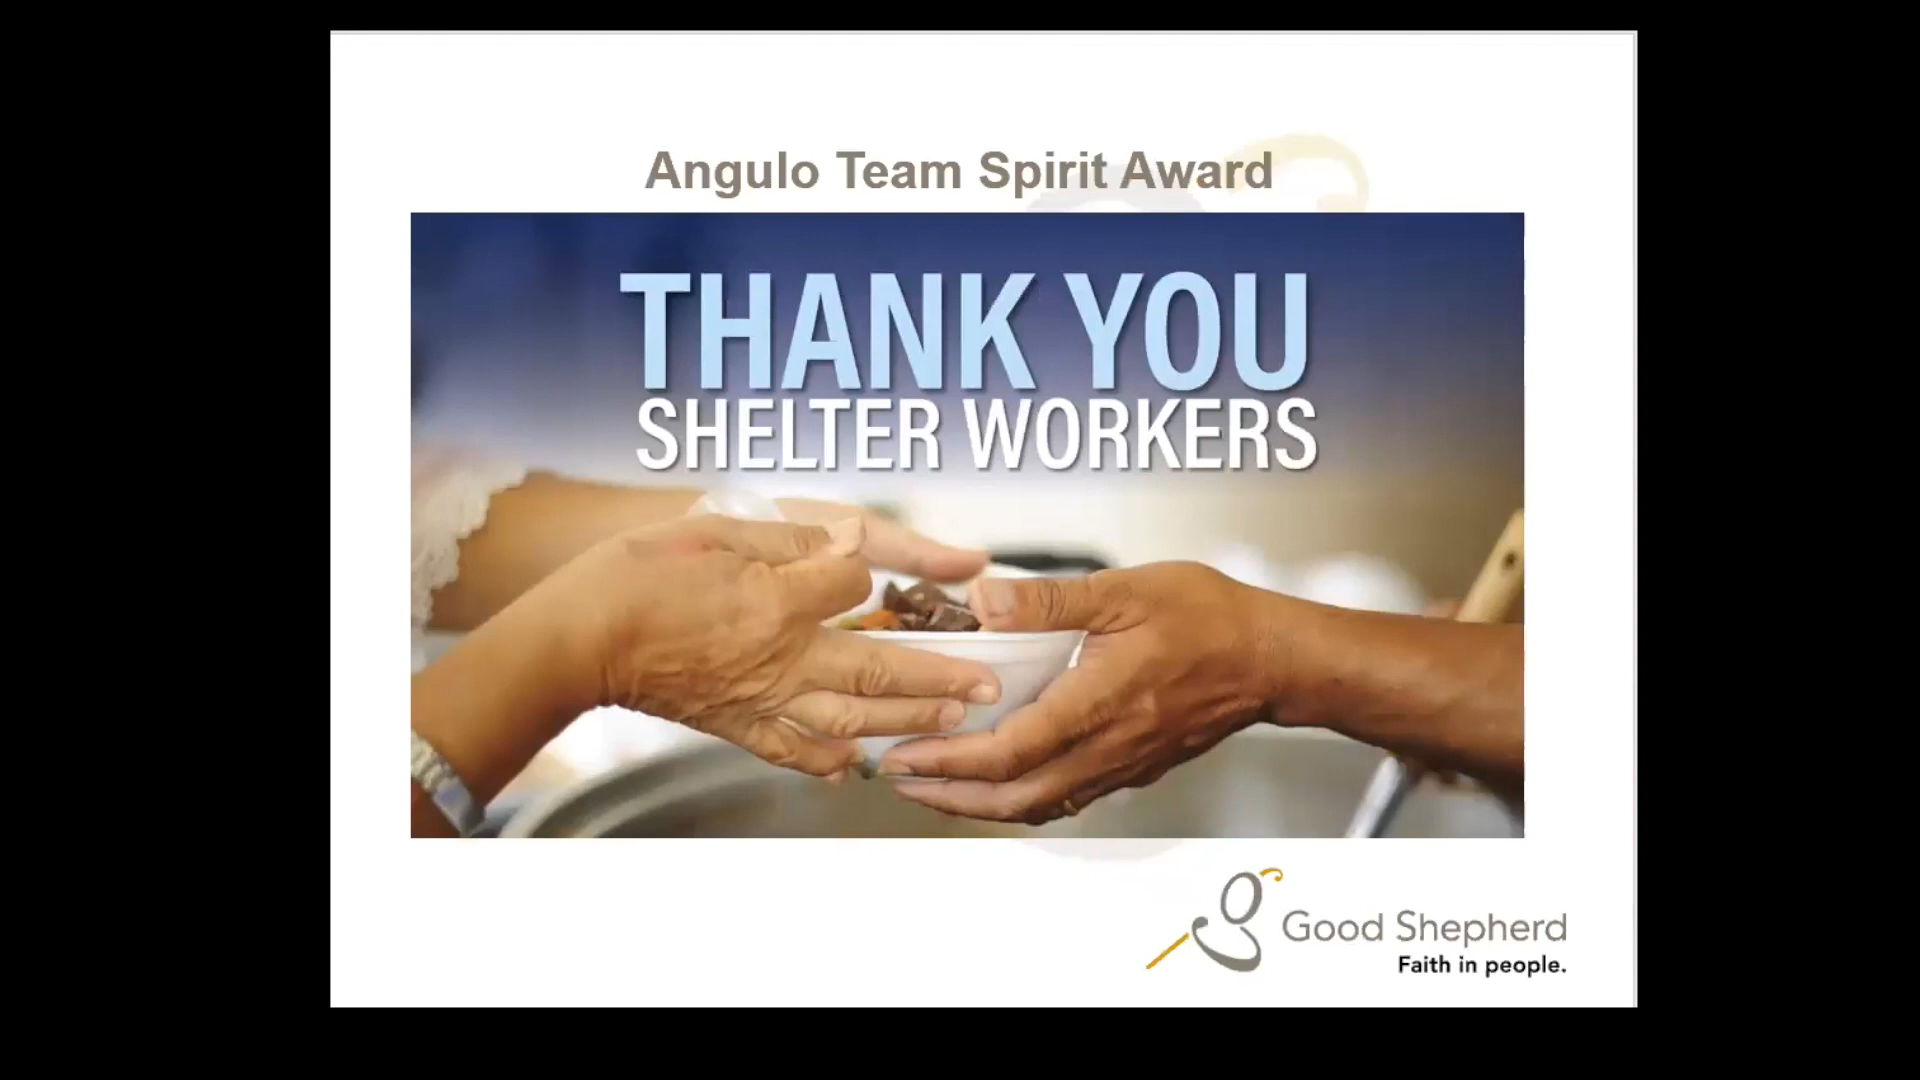 Angulo Team Spirit Award
THANK YOU
SHELTER WORKERS
Good Shepherd
Faith in people.